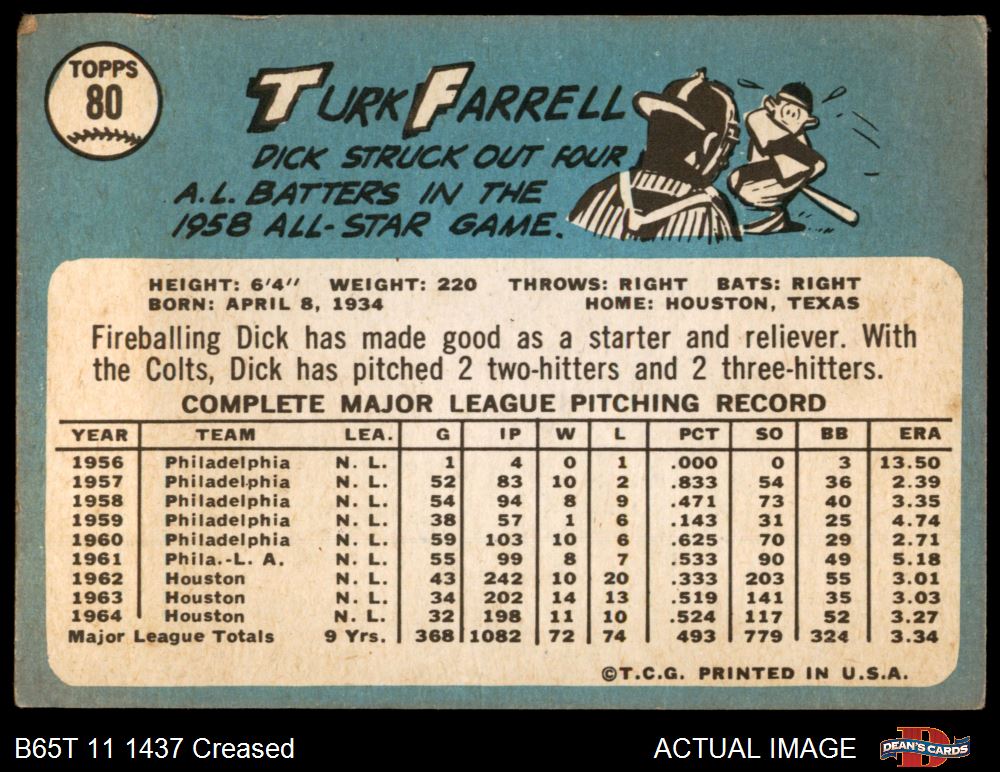 TOPPS
80
TURK FARRELL
DICK STRUCK OUT FOUR
A.L. BATTERS IN THE
1958 ALL-STAR GAME.
HEIGHT: 6'4" WEIGHT: 220 THROWS: RIGHT BATS: RIGHT
BORN: APRIL 8, 1934 HOME: HOUSTON, TEXAS
Fireballing Dick has made good as a starter and reliever. With
the Colts, Dick has pitched 2 two-hitters and 2 three-hitters.
COMPLETE MAJOR LEAGUE PITCHING RECORD
YEAR TEAM LEA. G IP W L PCT SO BB ERA
1956 Philadelphia N. L. 1 4 0 1 .000 0 3 13.50
1957 Philadelphia N. L. 52 83 10 2 .833 54 36 2.39
1958 Philadelphia N. L. 54 94 8 9 .471 73 40 3.35
1959 Philadelphia N. L. 38 57 1 6 .143 31 25 4.74
1960 Philadelphia N. L. 59 103 10 6 .625 70 29 2.71
1961 Phila.-L. A. N. L. 55 99 8 7 .533 90 49 5.18
1962 Houston N. L. 43 242 10 20 .333 203 55 3.01
1963 Houston N. L. 34 202 14 13 .519 141 35 3.03
1964 Houston N. L. 32 198 11 10 .524 117 52 3.27
Major League Totals 9 Yrs. 368 1082 72 74 493 779 324 3.34
©T.C.G. PRINTED IN U.S.A.
B65T 11 1437 Creased ACTUAL IMAGE DEAN'S CARDS